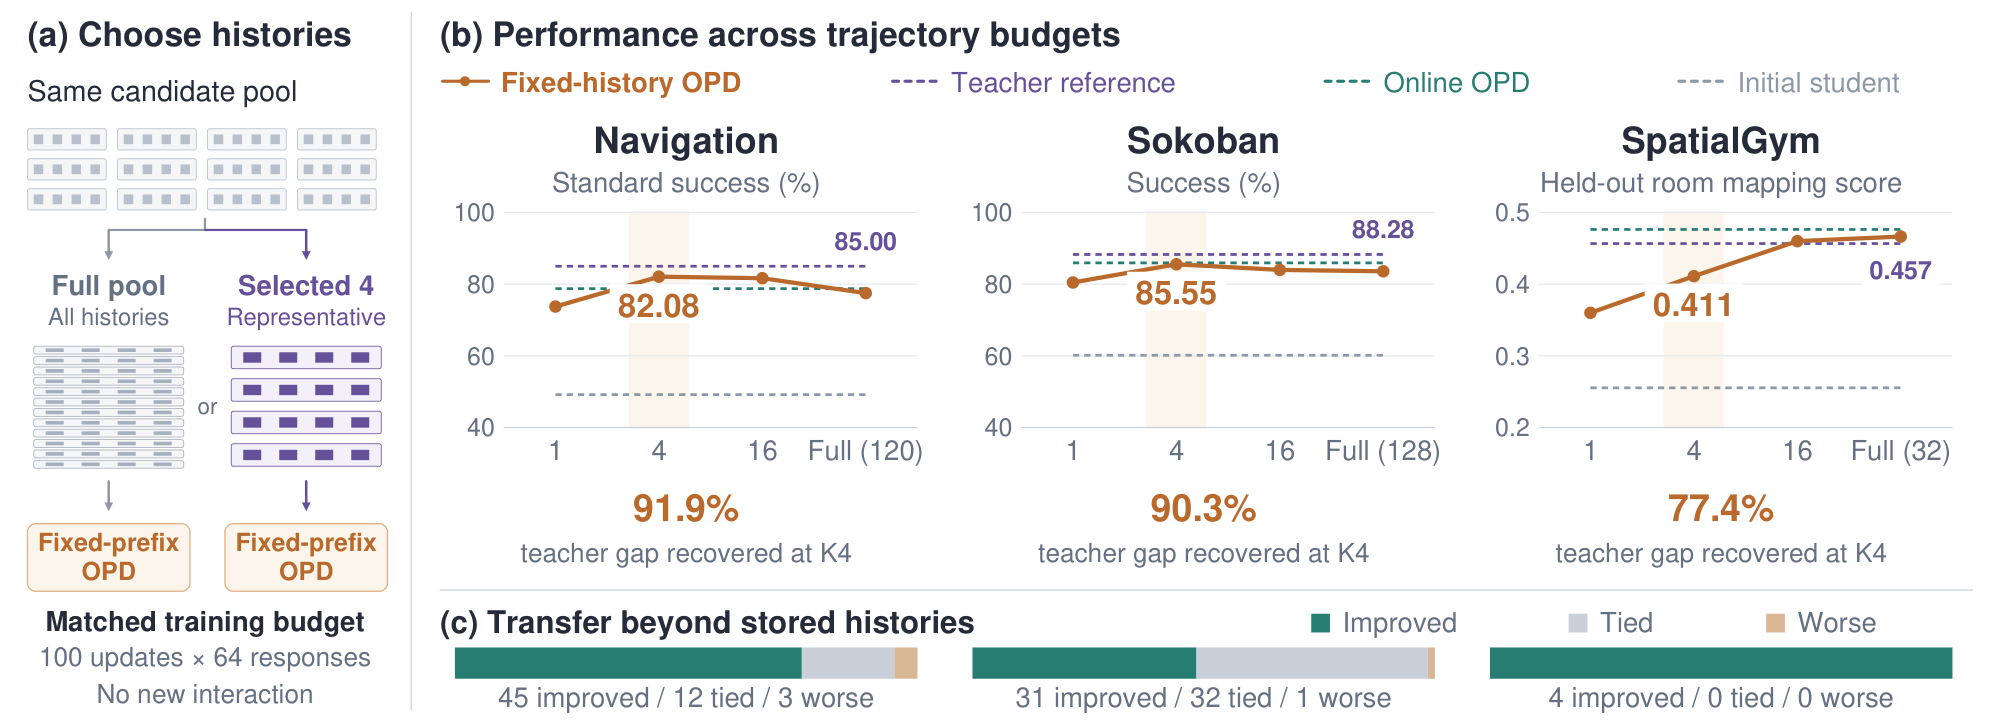 (a) Choose histories
Same candidate pool
Full pool
All histories
Selected 4
Representative
or
Fixed-prefix
OPD
Fixed-prefix
OPD
Matched training budget
100 updates × 64 responses
No new interaction
(b) Performance across trajectory budgets
Fixed-history OPD
Teacher reference
Online OPD
Initial student
Navigation
Standard success (%)
100
80
60
40
85.00
82.08
1
4
16
Full (120)
91.9%
teacher gap recovered at K4
Sokoban
Success (%)
100
80
60
40
88.28
85.55
1
4
16
Full (128)
90.3%
teacher gap recovered at K4
SpatialGym
Held-out room mapping score
0.5
0.4
0.3
0.2
0.457
0.411
1
4
16
Full (32)
77.4%
teacher gap recovered at K4
(c) Transfer beyond stored histories
Improved
Tied
Worse
45 improved / 12 tied / 3 worse
31 improved / 32 tied / 1 worse
4 improved / 0 tied / 0 worse